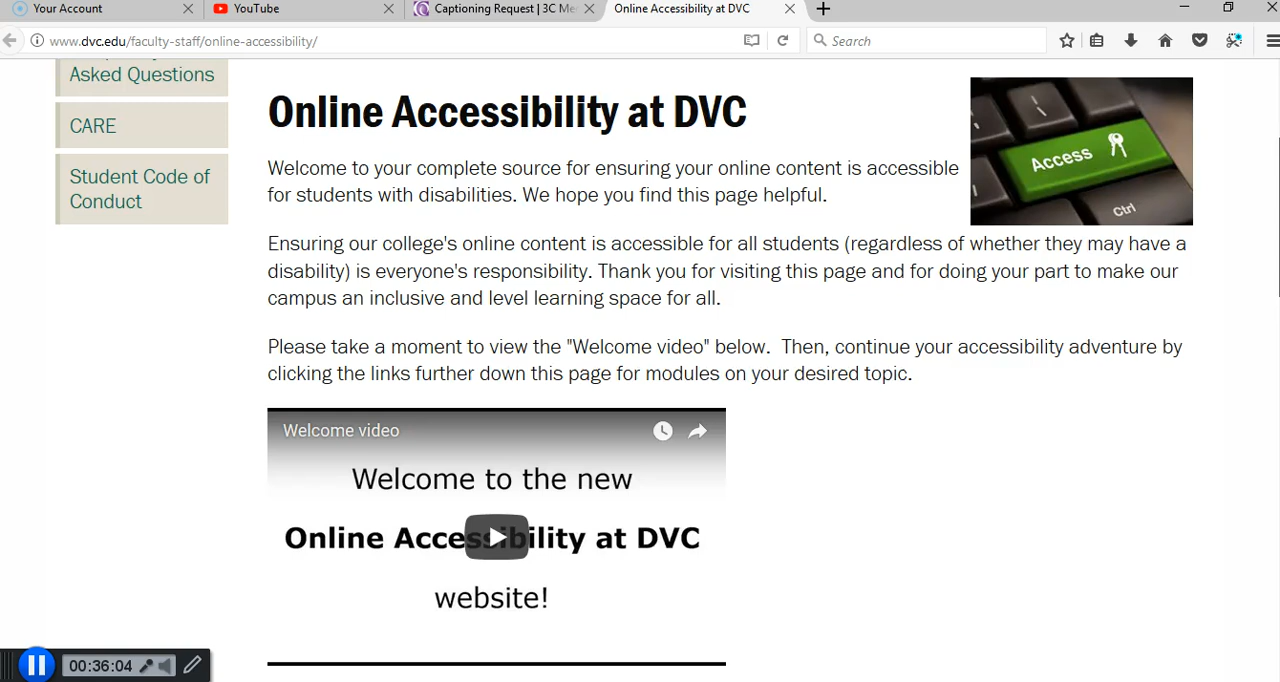 Your Account
YouTube
Captioning Request | 3C Me
Online Accessibility at DVC
www.dvc.edu/faculty-staff/online-accessibility/
Search
Asked Questions
CARE
Student Code of
Conduct
Online Accessibility at DVC
Welcome to your complete source for ensuring your online content is accessible
for students with disabilities. We hope you find this page helpful.
Access
Ctrl
Ensuring our college's online content is accessible for all students (regardless of whether they may have a
disability) is everyone's responsibility. Thank you for visiting this page and for doing your part to make our
campus an inclusive and level learning space for all.
Please take a moment to view the "Welcome video" below. Then, continue your accessibility adventure by
clicking the links further down this page for modules on your desired topic.
Welcome video
Welcome to the new
Online Accessibility at DVC
website!
00:36:04